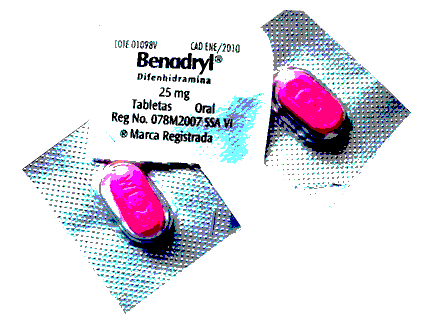 LOTE 01098V CAD ENE/2010
Benadryl®
Difenhidramina
25 mg
Tabletas Oral
Reg No. 078M2007 SSA VI
® Marca Registrada